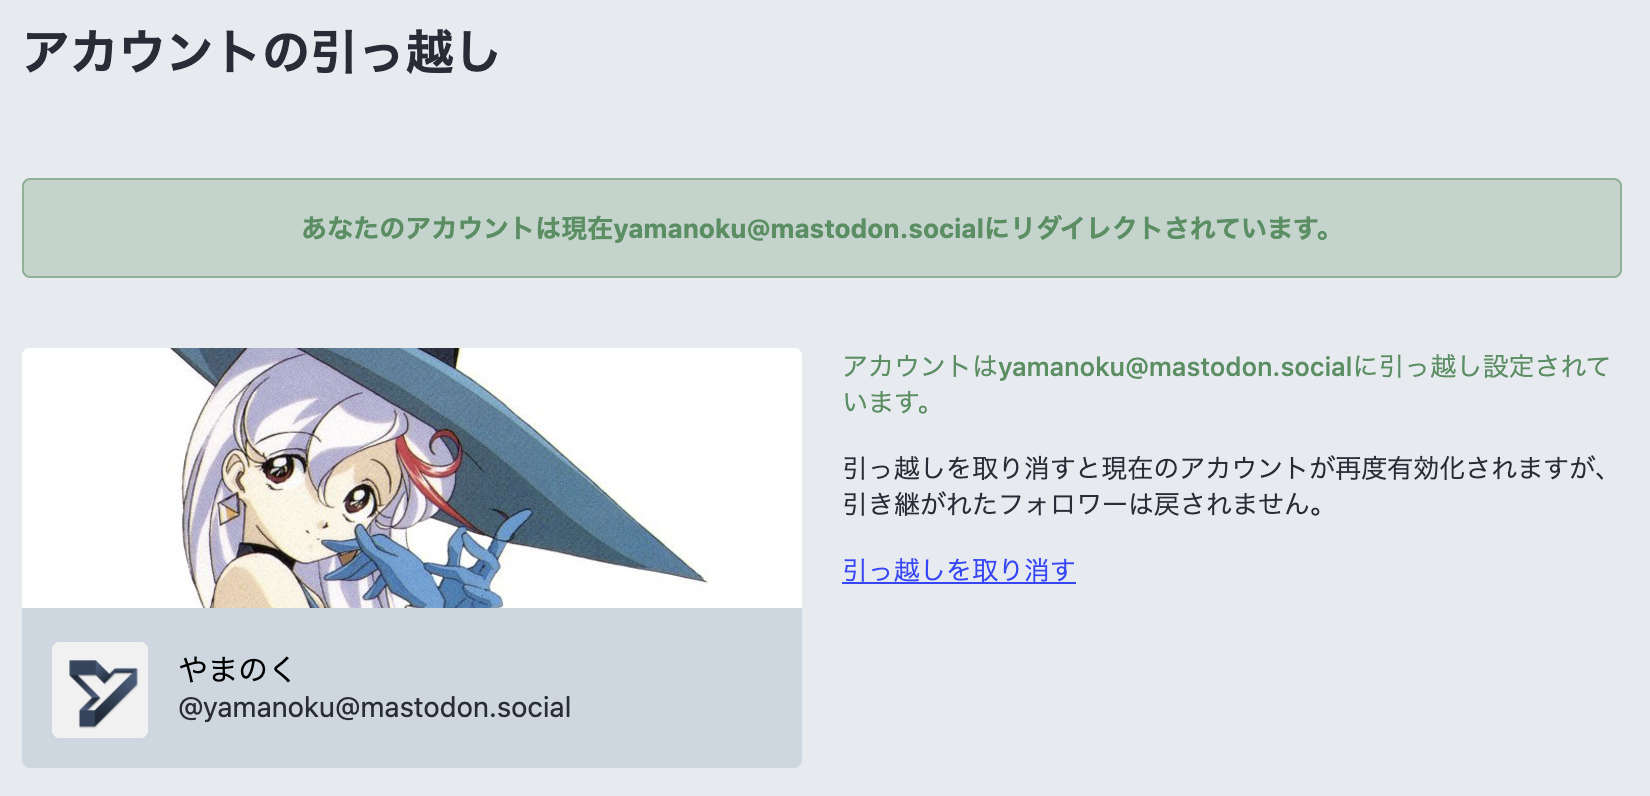 アカウントの引っ越し
あなたのアカウントは現在yamanoku@mastodon.socialにリダイレクトされています。
アカウントはyamanoku@mastodon.socialに引っ越し設定されて
います。
引っ越しを取り消すと現在のアカウントが再度有効化されますが、
引き継がれたフォロワーは戻されません。
引っ越しを取り消す
やまのく
@yamanoku@mastodon.social